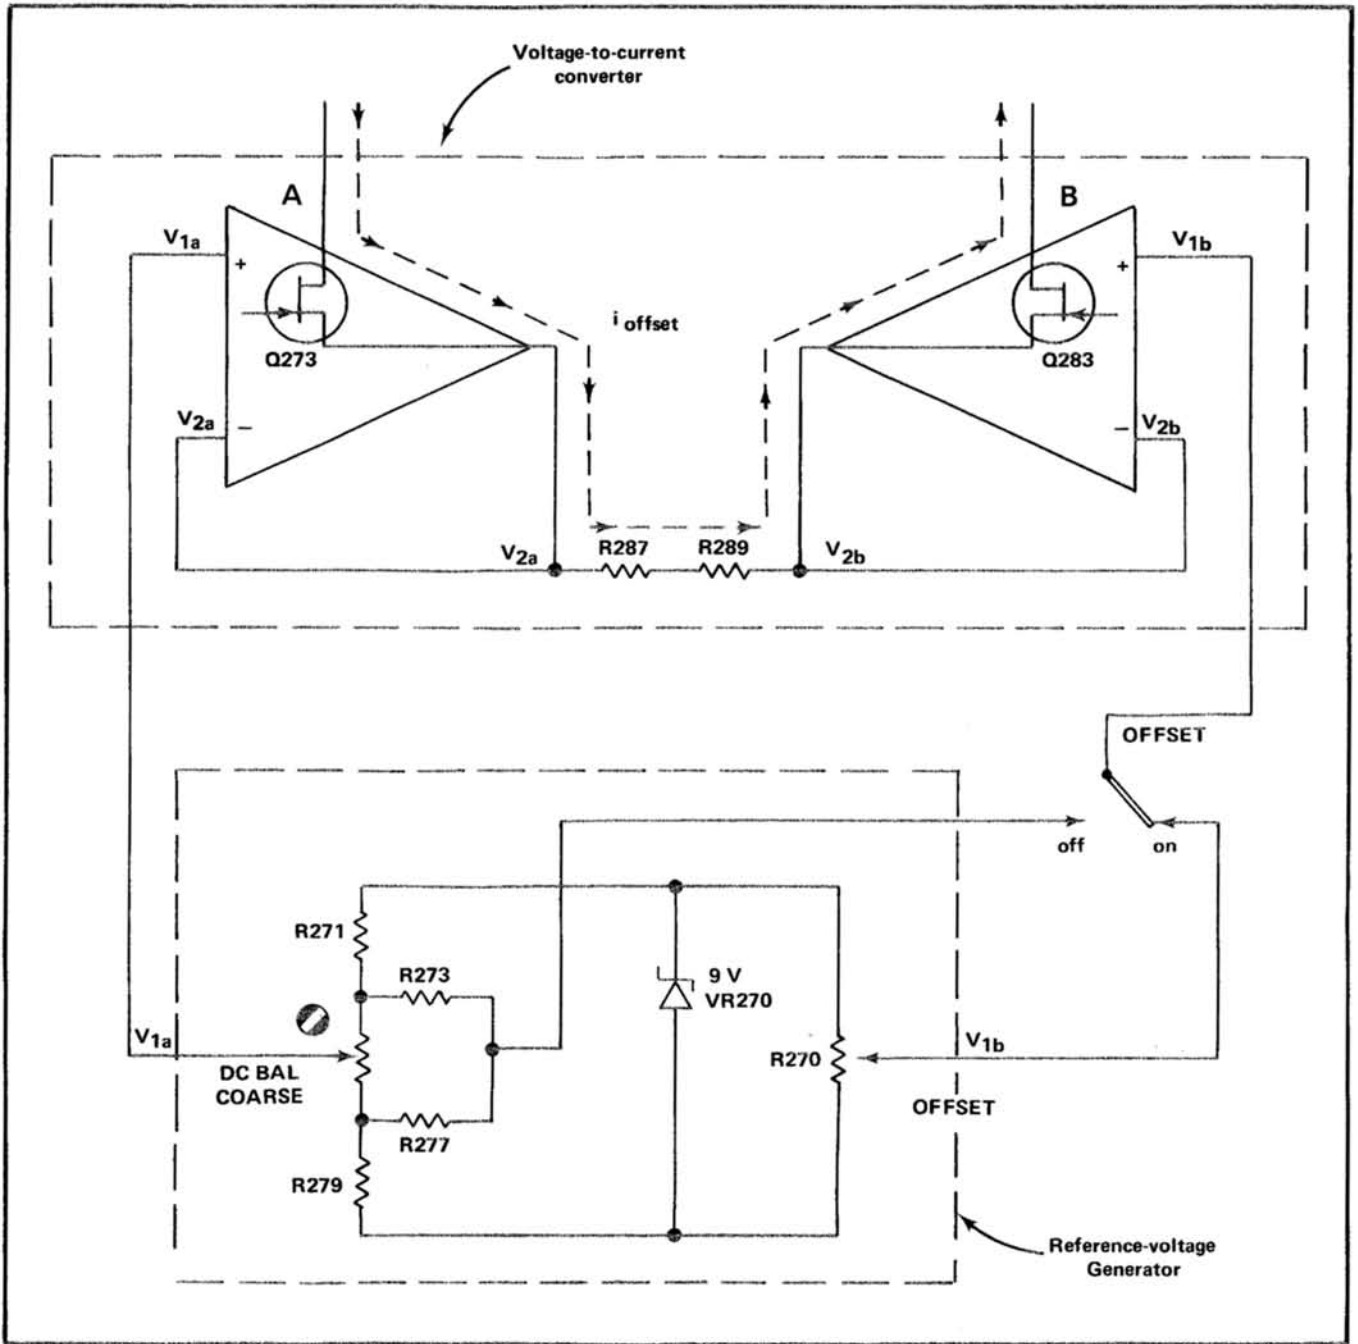 Voltage-to-current
converter
A
B
V1a
V1b
+
+
i offset
Q273
Q283
V2a
V2b
−
−
V2a
R287
R289
V2b
OFFSET
off
on
R271
R273
9 V
VR270
V1a
V1b
R270
DC BAL
COARSE
OFFSET
R277
R279
Reference-voltage
Generator